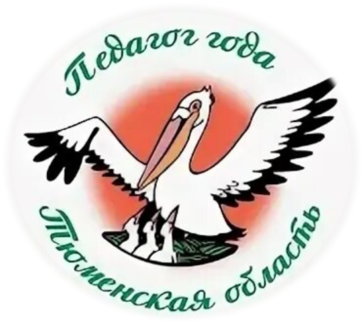 Педагог года
Тюменская область